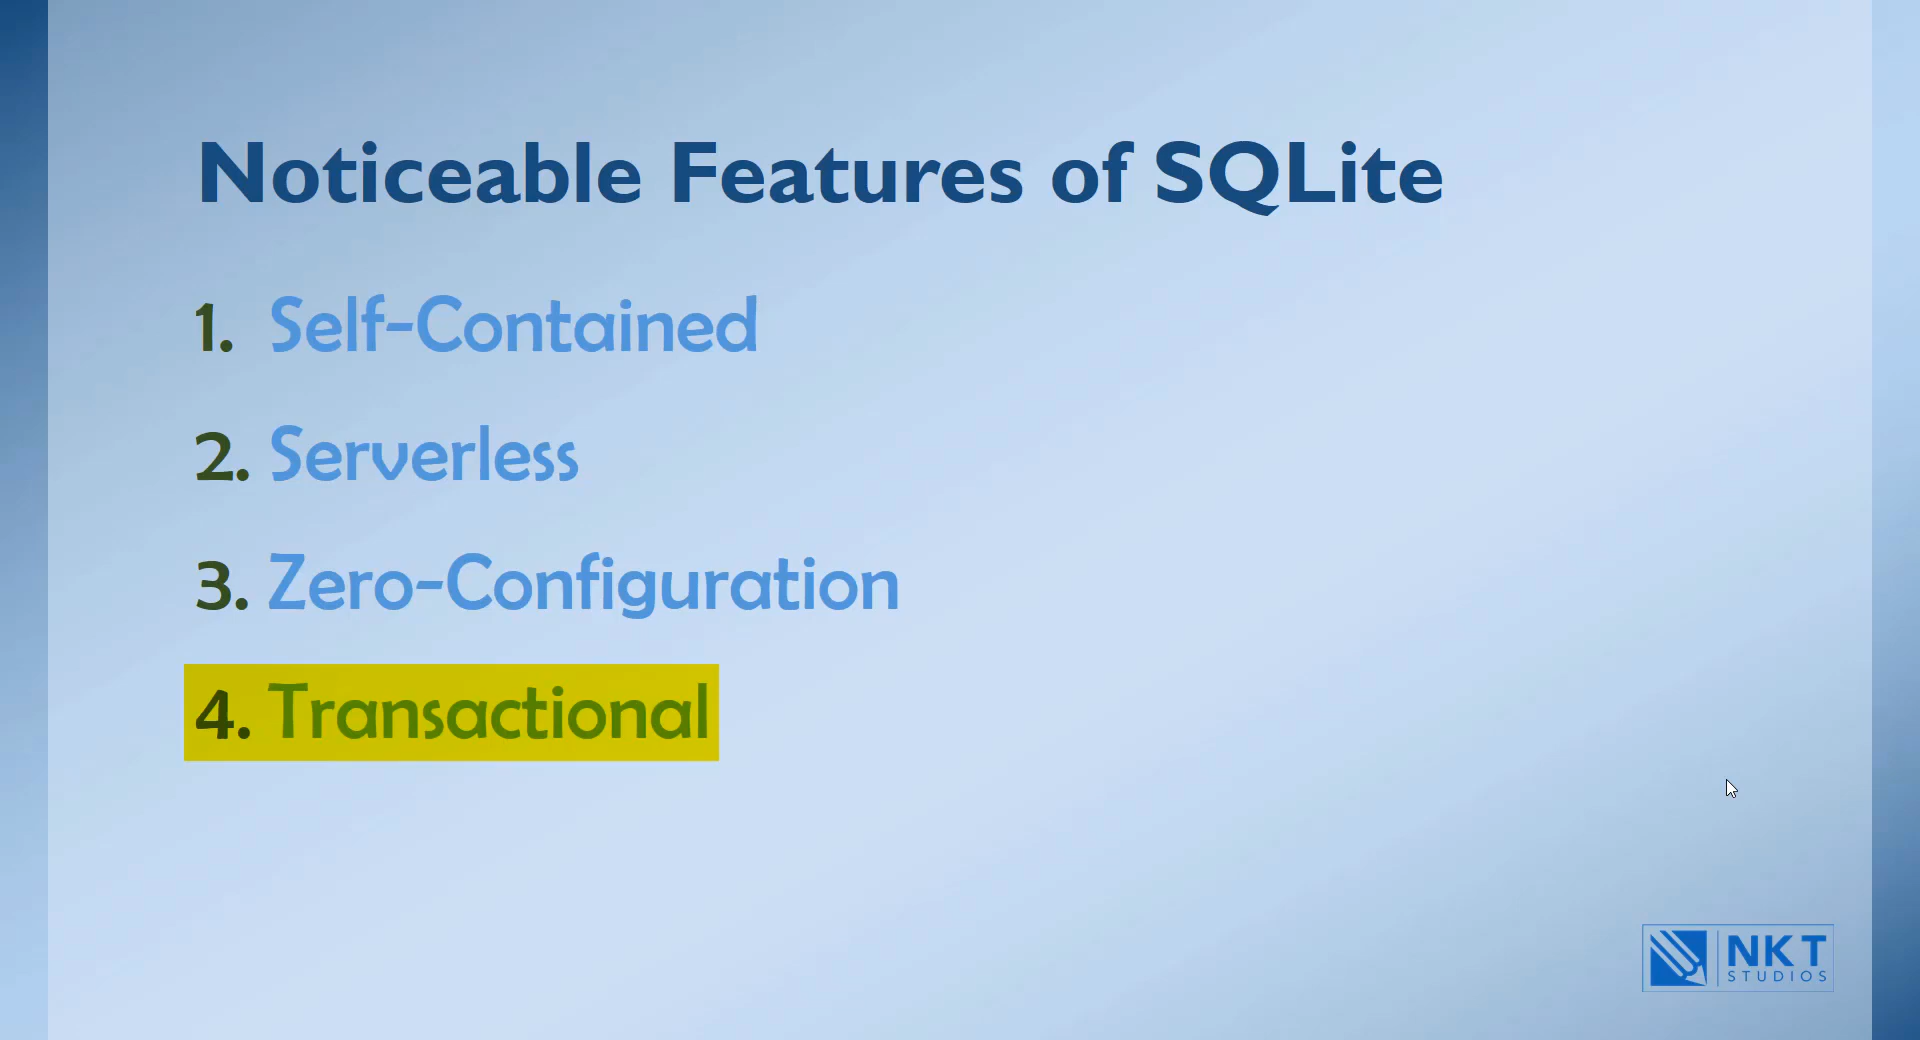 Noticeable Features of SQLite
1. Self-Contained
2. Serverless
3. Zero-Configuration
4. Transactional
NKT
STUDIOS